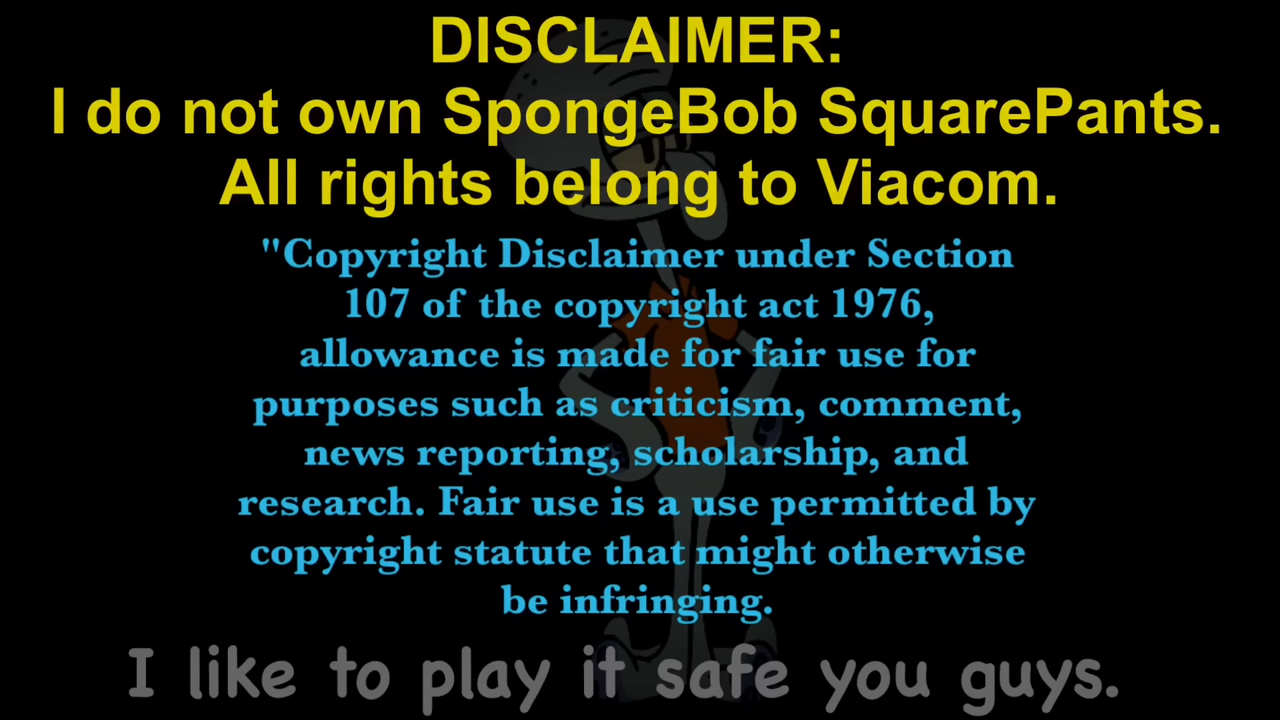 DISCLAIMER:
I do not own SpongeBob SquarePants.
All rights belong to Viacom.
"Copyright Disclaimer under Section
107 of the copyright act 1976,
allowance is made for fair use for
purposes such as criticism, comment,
news reporting, scholarship, and
research. Fair use is a use permitted by
copyright statute that might otherwise
be infringing.
I like to play it safe you guys.